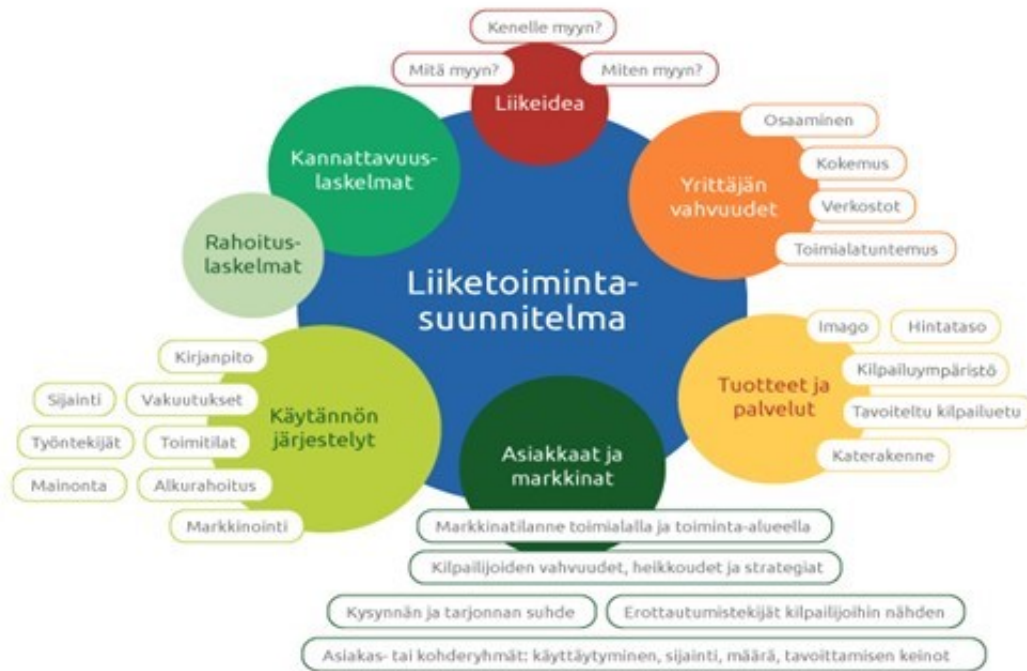 Kenelle myyn?
Mitä myyn?
Miten myyn?
Liikeidea
Osaaminen
Kokemus
Verkostot
Toimialatuntemus
Yrittäjän
vahvuudet
Kannattavuus-
laskelmat
Rahoitus-
laskelmat
Liiketoiminta-
suunnitelma
Imago
Hintataso
Kilpailuympäristö
Tavoiteltu kilpailuetu
Katerakenne
Tuotteet ja
palvelut
Kirjanpito
Sijainti
Vakuutukset
Työntekijät
Toimitilat
Mainonta
Alkurahoitus
Markkinointi
Käytännön
järjestelyt
Asiakkaat ja
markkinat
Markkinatilanne toimialalla ja toiminta-alueella
Kilpailijoiden vahvuudet, heikkoudet ja strategiat
Kysynnän ja tarjonnan suhde
Erottautumistekijät kilpailijoihin nähden
Asiakas- tai kohderyhmät: käyttäytyminen, sijainti, määrä, tavoittamisen keinot